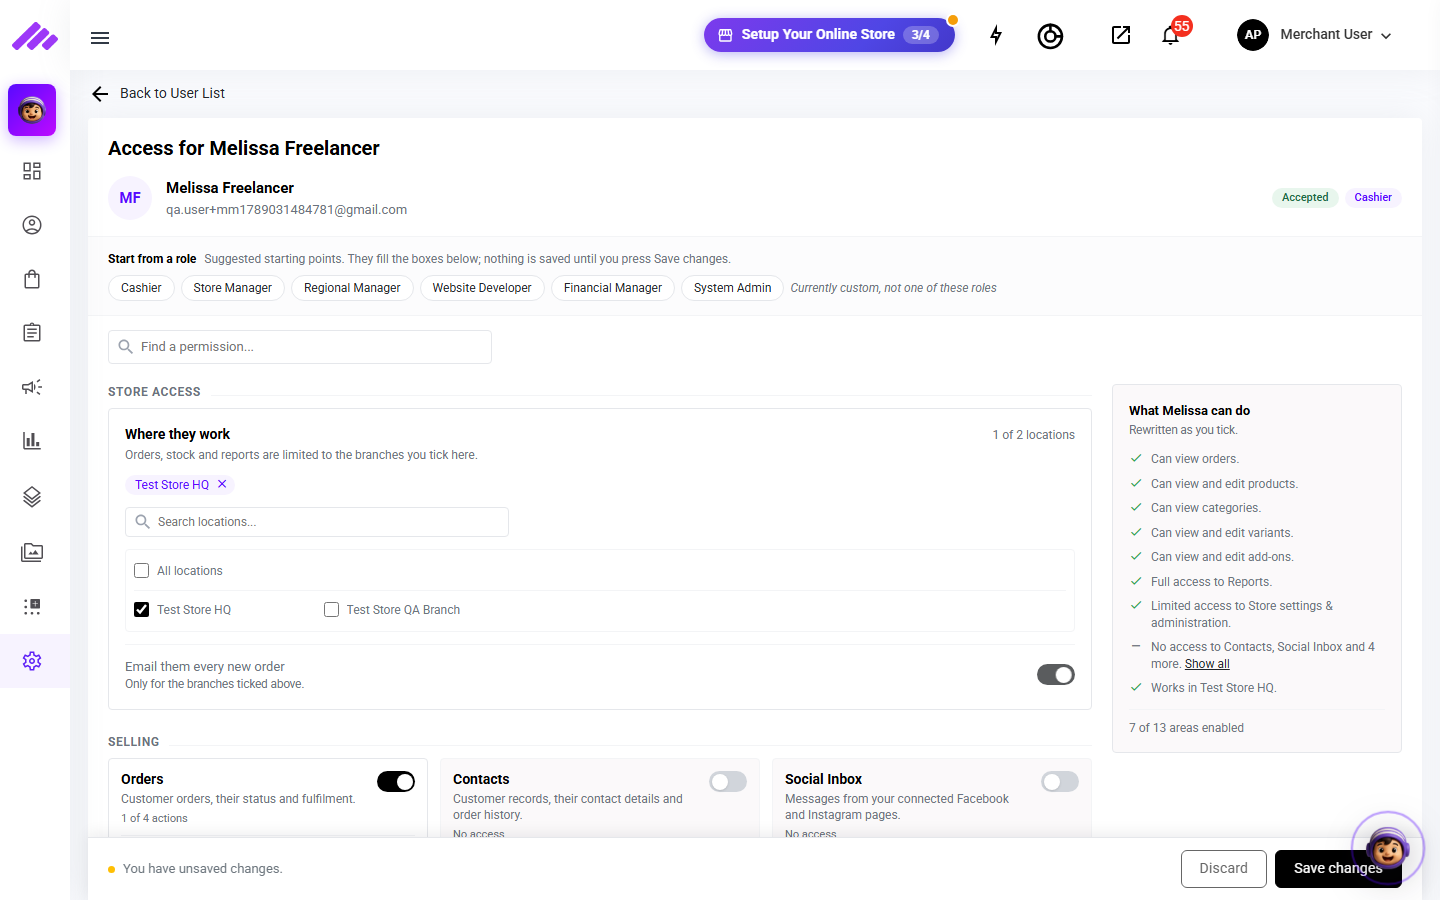 Setup Your Online Store 3/4
55
AP Merchant User
Back to User List
Access for Melissa Freelancer
MF
Melissa Freelancer
qa.user+mm1789031484781@gmail.com
Accepted Cashier
Start from a role Suggested starting points. They fill the boxes below; nothing is saved until you press Save changes.
Cashier Store Manager Regional Manager Website Developer Financial Manager System Admin Currently custom, not one of these roles
Find a permission...
STORE ACCESS
Where they work
1 of 2 locations
Orders, stock and reports are limited to the branches you tick here.
Test Store HQ
Search locations...
All locations
Test Store HQ Test Store QA Branch
Email them every new order
Only for the branches ticked above.
What Melissa can do
Rewritten as you tick.
Can view orders.
Can view and edit products.
Can view categories.
Can view and edit variants.
Can view and edit add-ons.
Full access to Reports.
Limited access to Store settings &
administration.
No access to Contacts, Social Inbox and 4
more. Show all
Works in Test Store HQ.
7 of 13 areas enabled
SELLING
Orders
Customer orders, their status and fulfilment.
1 of 4 actions
Contacts
Customer records, their contact details and
order history.
No access
Social Inbox
Messages from your connected Facebook
and Instagram pages.
No access
You have unsaved changes.
Discard Save changes